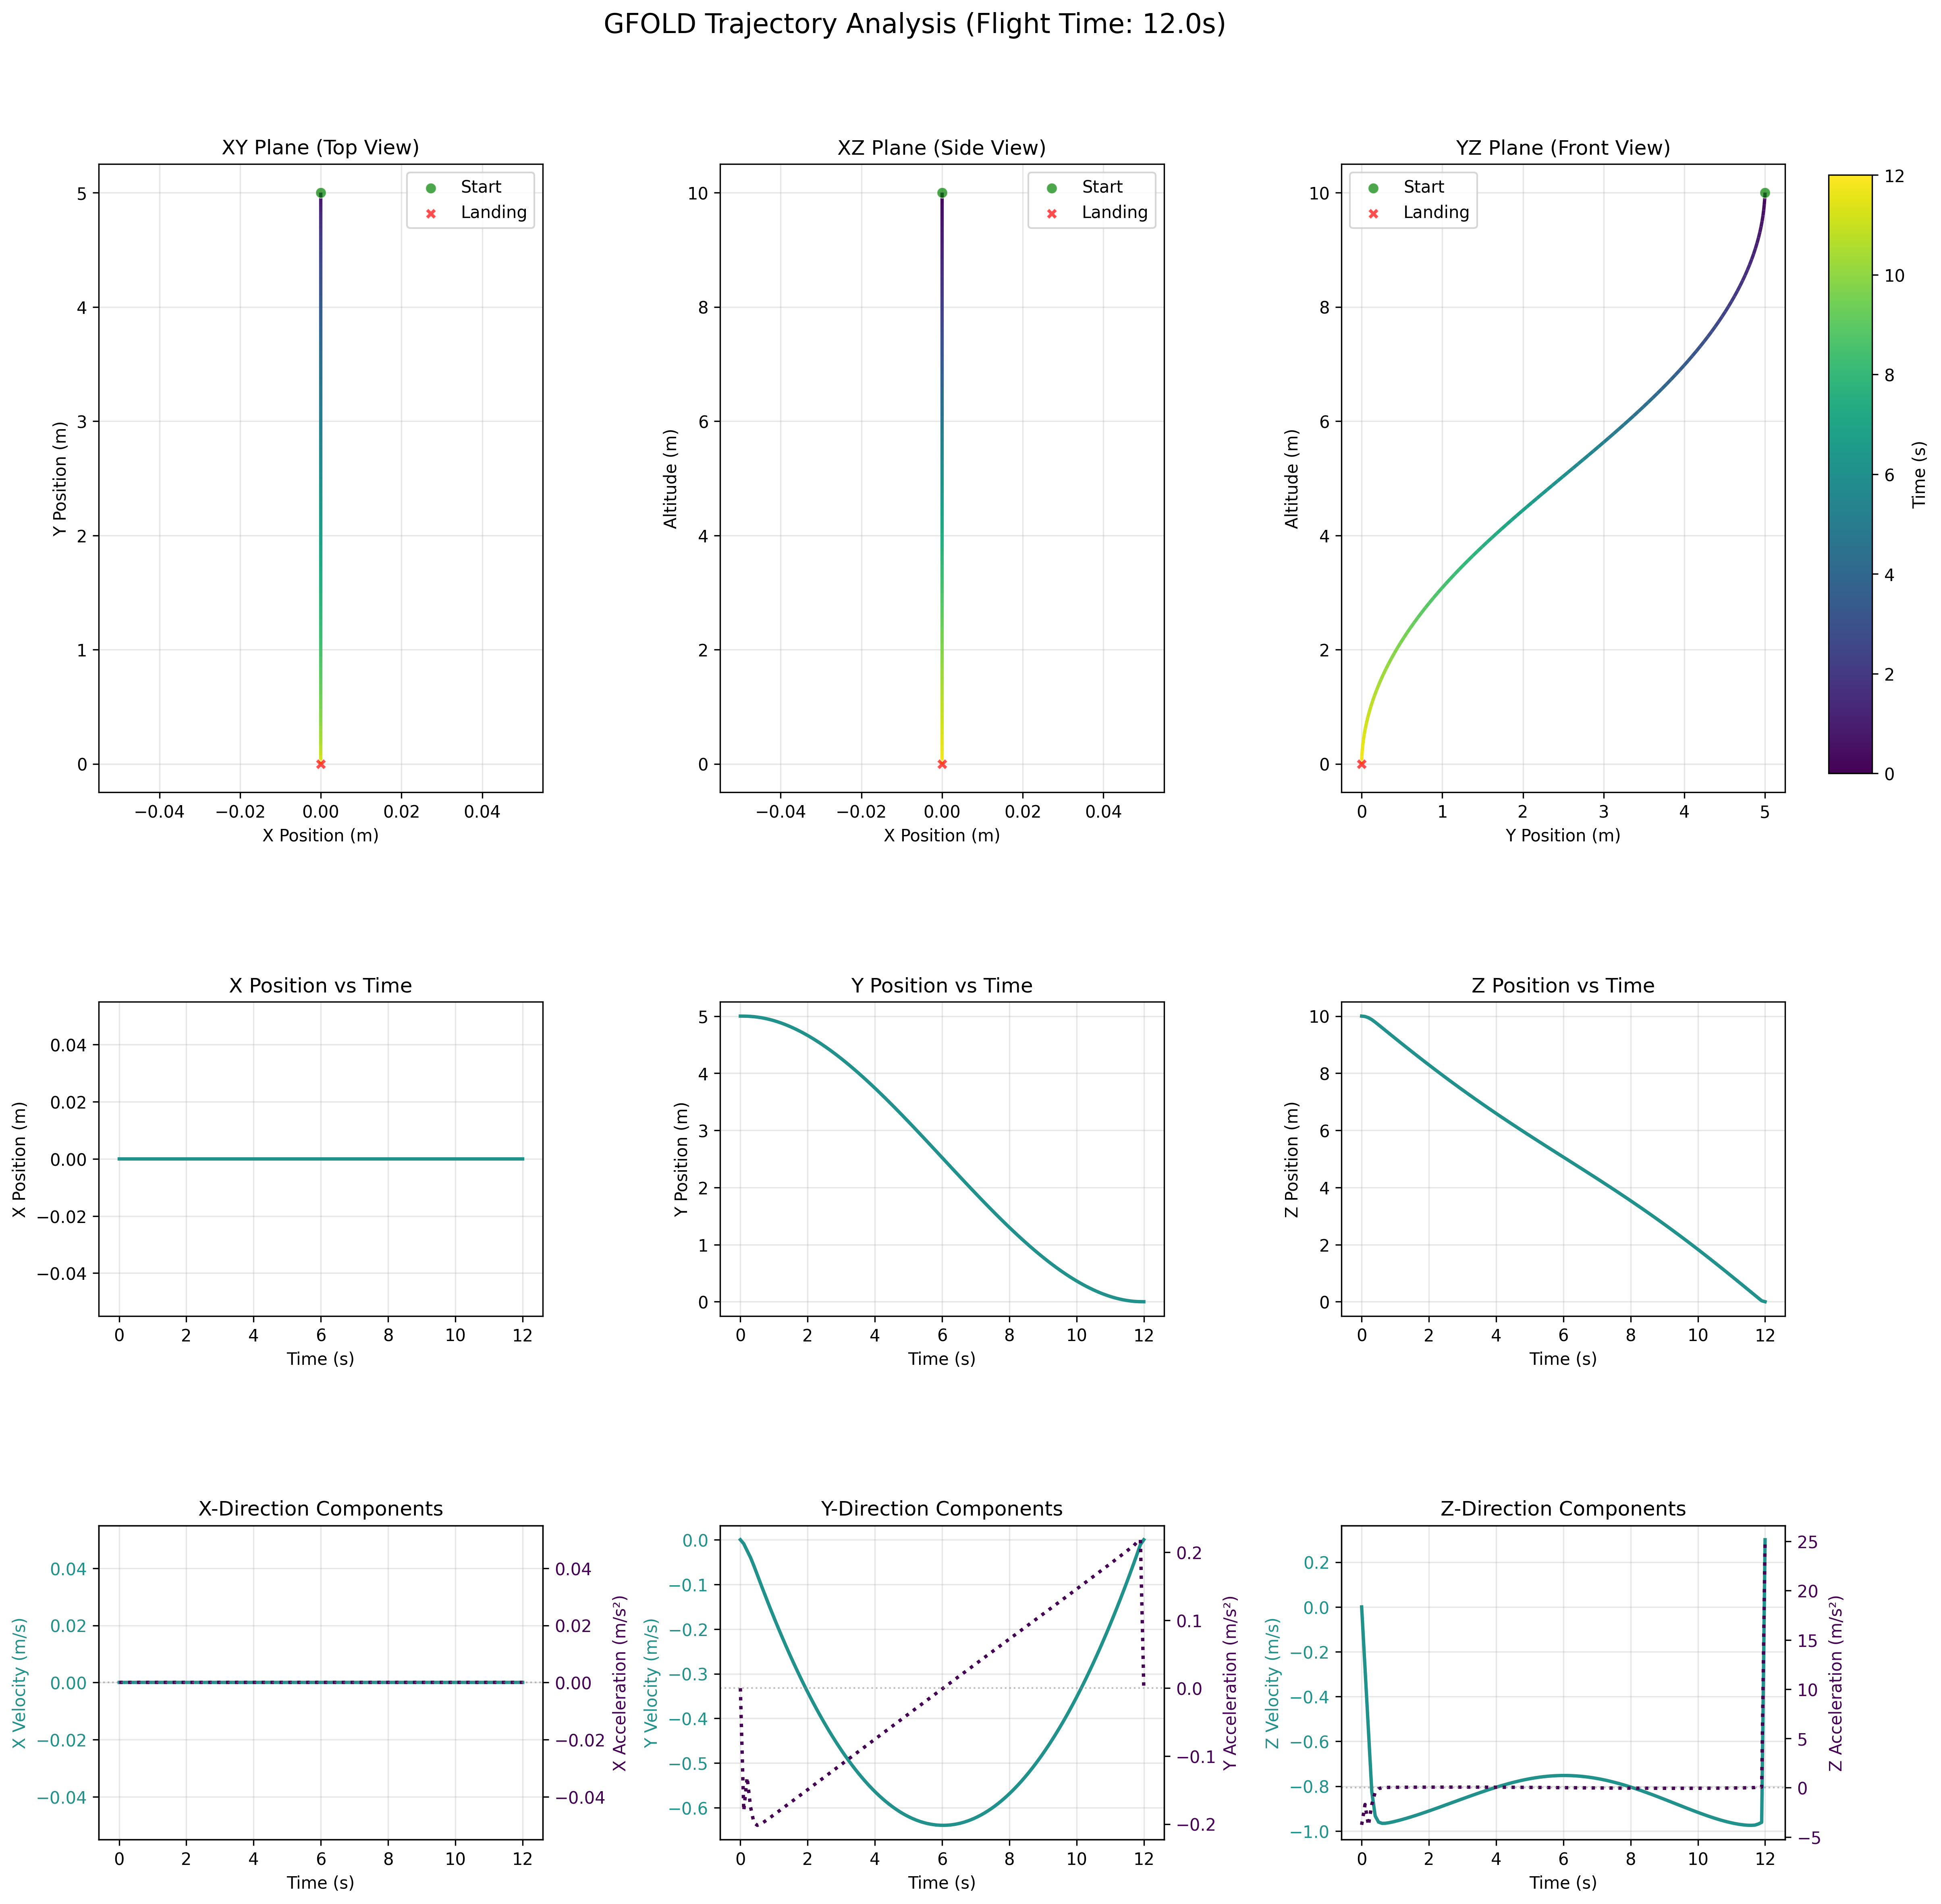 GFOLD Trajectory Analysis (Flight Time: 12.0s)
XY Plane (Top View)
5
4
3
2
1
0
Y Position (m)
Start
Landing
−0.04 −0.02 0.00 0.02 0.04
X Position (m)
XZ Plane (Side View)
10
8
6
4
2
0
Altitude (m)
Start
Landing
−0.04 −0.02 0.00 0.02 0.04
X Position (m)
YZ Plane (Front View)
10
8
6
4
2
0
Altitude (m)
Start
Landing
0 1 2 3 4 5
Y Position (m)
12
10
8
6
4
2
0
Time (s)
X Position vs Time
0.04
0.02
0.00
−0.02
−0.04
X Position (m)
0 2 4 6 8 10 12
Time (s)
Y Position vs Time
5
4
3
2
1
0
Y Position (m)
0 2 4 6 8 10 12
Time (s)
Z Position vs Time
10
8
6
4
2
0
Z Position (m)
0 2 4 6 8 10 12
Time (s)
X-Direction Components
0.04
0.02
0.00
−0.02
−0.04
X Velocity (m/s)
0.04
0.02
0.00
−0.02
−0.04
X Acceleration (m/s²)
0 2 4 6 8 10 12
Time (s)
Y-Direction Components
0.0
−0.1
−0.2
−0.3
−0.4
−0.5
−0.6
Y Velocity (m/s)
0.2
0.1
0.0
−0.1
−0.2
Y Acceleration (m/s²)
0 2 4 6 8 10 12
Time (s)
Z-Direction Components
0.2
0.0
−0.2
−0.4
−0.6
−0.8
−1.0
Z Velocity (m/s)
25
20
15
10
5
0
−5
Z Acceleration (m/s²)
0 2 4 6 8 10 12
Time (s)